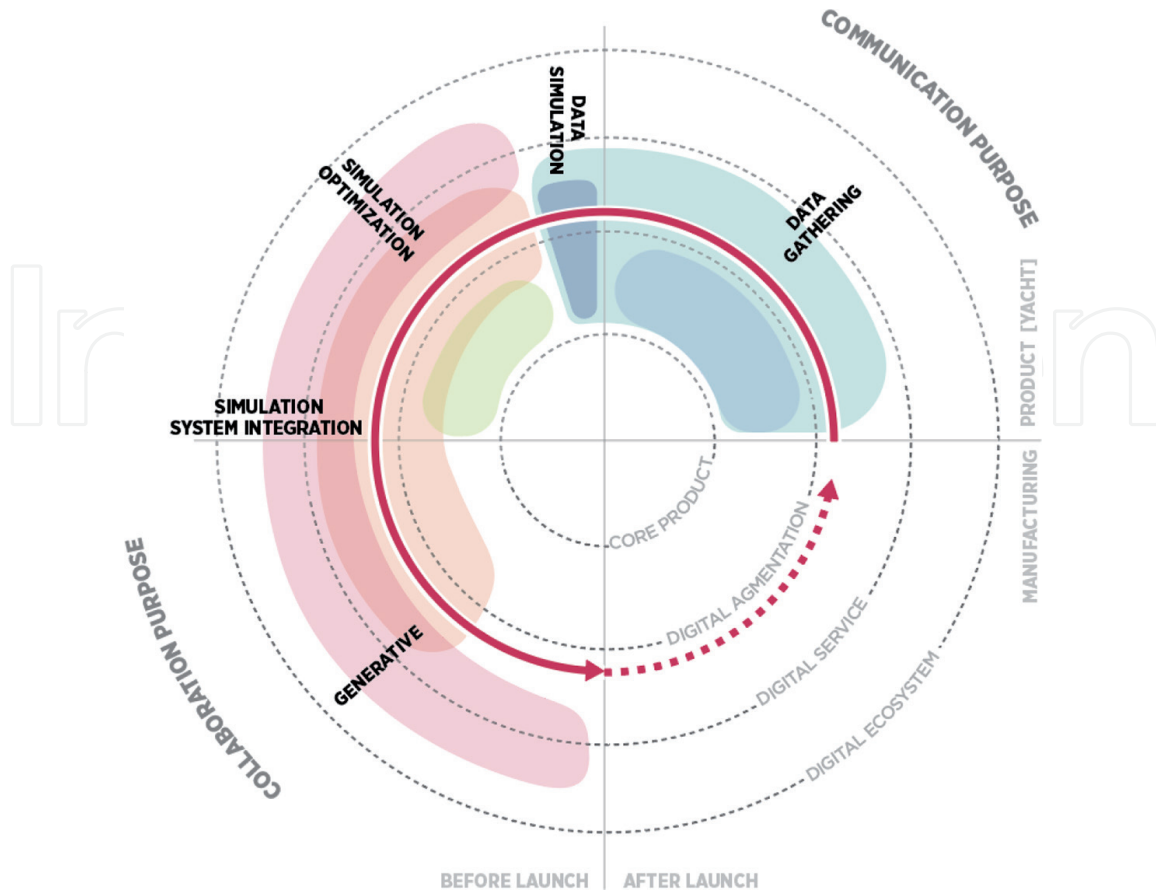 COMMUNICATION PURPOSE
DATA
SIMULATION
SIMULATION
OPTIMIZATION
DATA
GATHERING
PRODUCT [YACHT]
In
n
SIMULATION
SYSTEM INTEGRATION
MANUFACTURING
CORE PRODUCT
DIGITAL AGMENTATION
DIGITAL SERVICE
DIGITAL ECOSYSTEM
GENERATIVE
COLLABORATION PURPOSE
BEFORE LAUNCH
AFTER LAUNCH